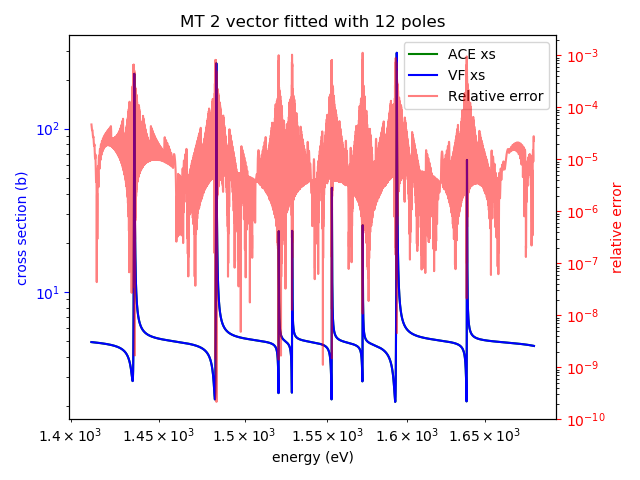 MT 2 vector fitted with 12 poles
ACE xs
VF xs
Relative error
cross section (b)
10²
10¹
relative error
10⁻³
10⁻⁴
10⁻⁵
10⁻⁶
10⁻⁷
10⁻⁸
10⁻⁹
10⁻¹⁰
1.4 × 10³ 1.45 × 10³ 1.5 × 10³ 1.55 × 10³ 1.6 × 10³ 1.65 × 10³
energy (eV)